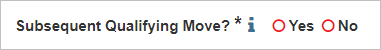 Subsequent Qualifying Move? * i Yes No